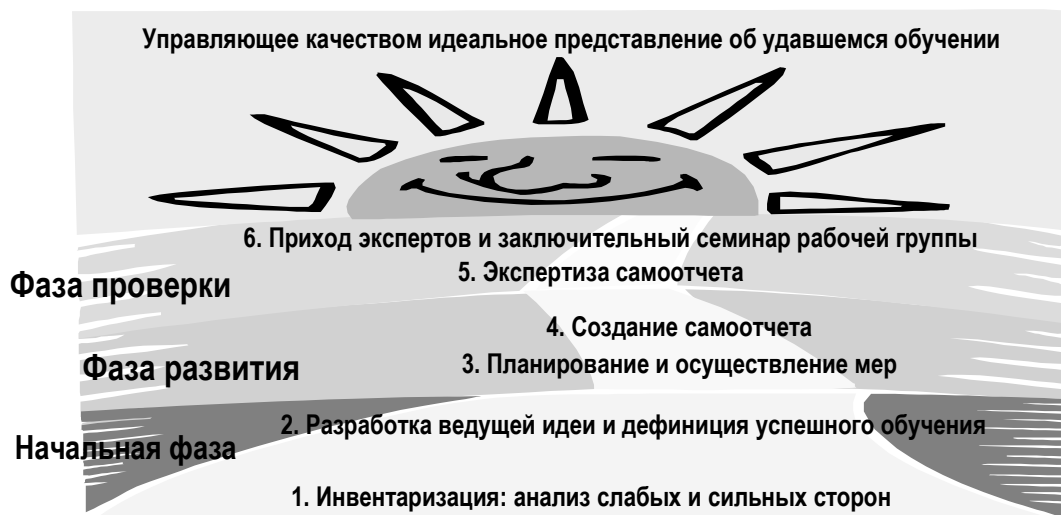 Управляющее качеством идеальное представление об удавшемся обучении
6. Приход экспертов и заключительный семинар рабочей группы
5. Экспертиза самоотчета
Фаза проверки
4. Создание самоотчета
3. Планирование и осуществление мер
Фаза развития
2. Разработка ведущей идеи и дефиниция успешного обучения
Начальная фаза
1. Инвентаризация: анализ слабых и сильных сторон